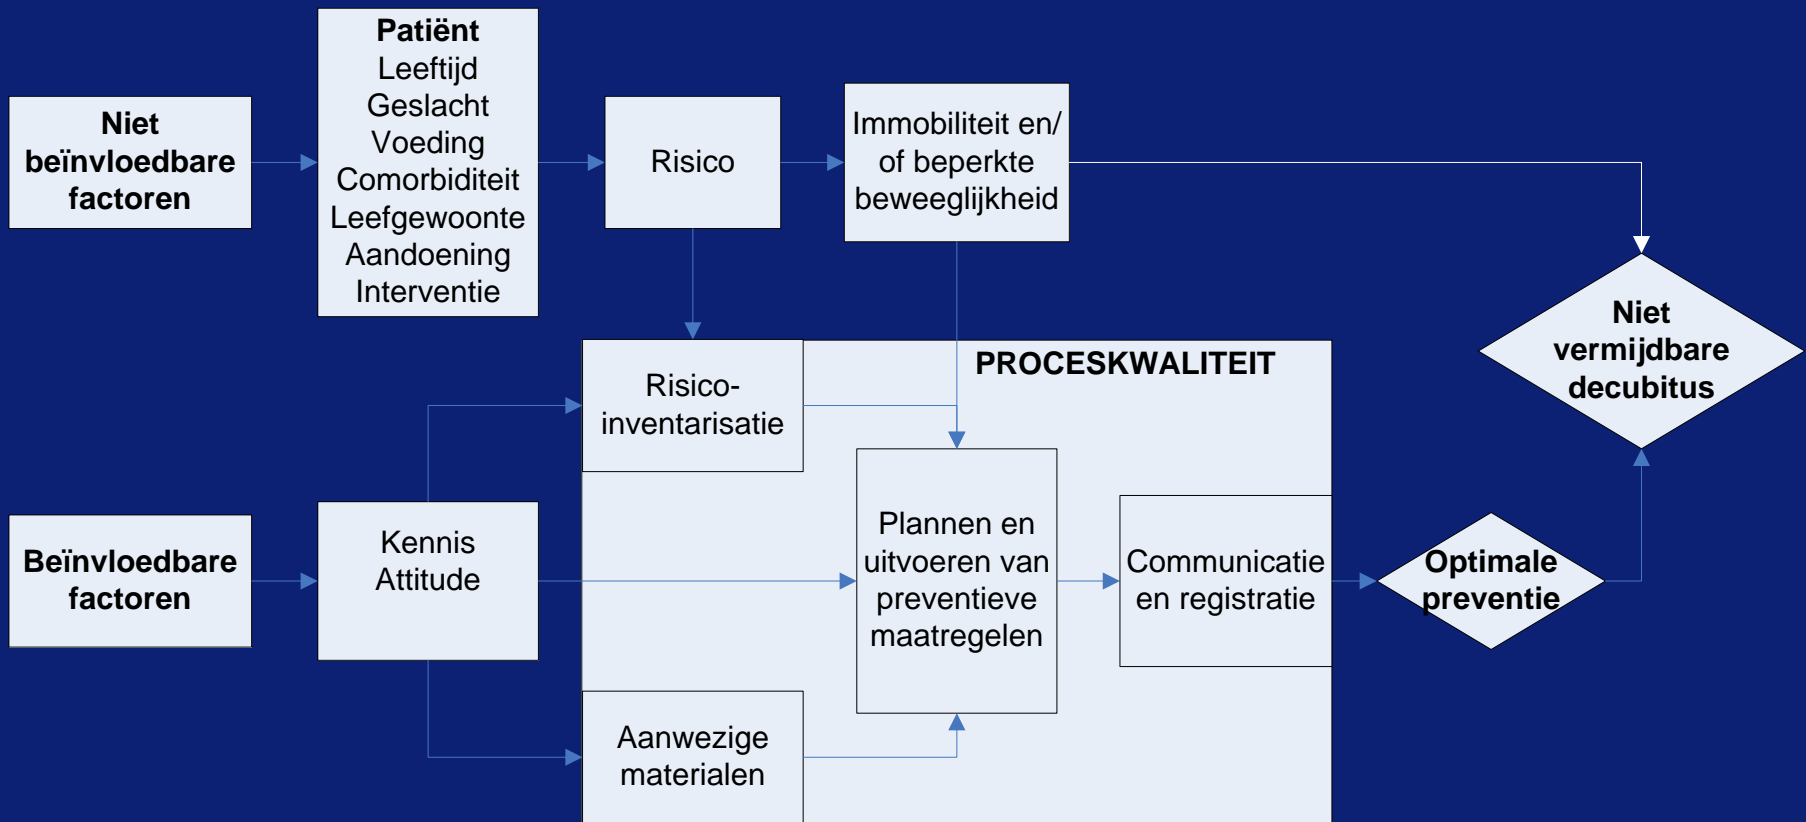 Niet
beïnvloedbare
factoren
Patiënt
Leeftijd
Geslacht
Voeding
Comorbiditeit
Leefgewoonte
Aandoening
Interventie
Risico
Immobiliteit en/
of beperkte
beweeglijkheid
Niet
vermijdbare
decubitus
PROCESKWALITEIT
Risico-
inventarisatie
Beïnvloedbare
factoren
Kennis
Attitude
Plannen en
uitvoeren van
preventieve
maatregelen
Communicatie
en registratie
Optimale
preventie
Aanwezige
materialen